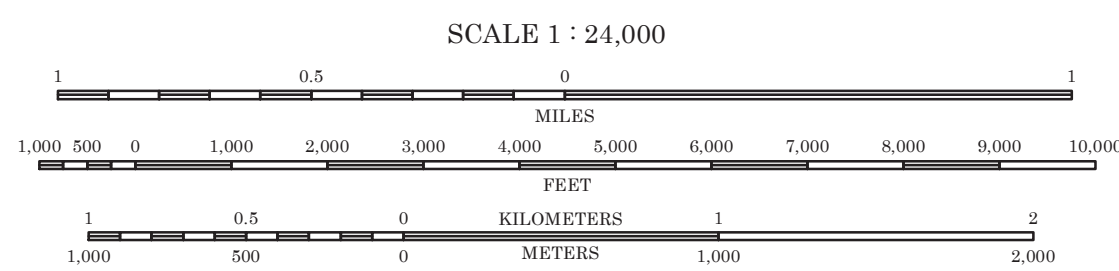 SCALE 1 : 24,000
1 0.5 0 1
MILES
1,000 500 0 1,000 2,000 3,000 4,000 5,000 6,000 7,000 8,000 9,000 10,000
FEET
1 0.5 0 KILOMETERS 1 2
1,000 500 0 METERS 1,000 2,000